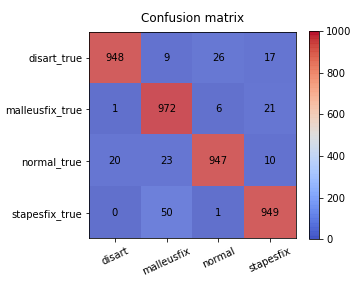 Confusion matrix
disart_true 948 9 26 17
malleusfix_true 1 972 6 21
normal_true 20 23 947 10
stapesfix_true 0 50 1 949
disart malleusfix normal stapesfix
1000
800
600
400
200
0